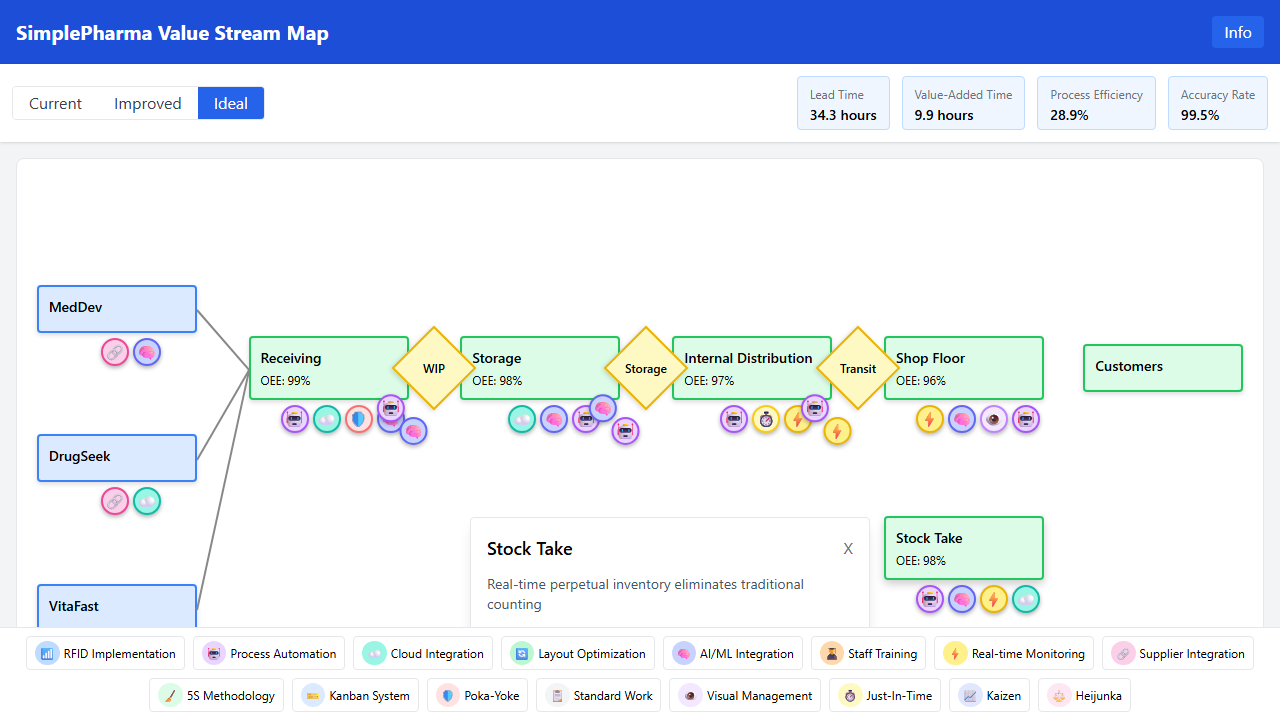 SimplePharma Value Stream Map
Info
Current
Improved
Ideal
Lead Time
34.3 hours
Value-Added Time
9.9 hours
Process Efficiency
28.9%
Accuracy Rate
99.5%
MedDev
DrugSeek
VitaFast
Receiving
OEE: 99%
WIP
Storage
OEE: 98%
Storage
Internal Distribution
OEE: 97%
Transit
Shop Floor
OEE: 96%
Customers
Stock Take
X
Real-time perpetual inventory eliminates traditional
counting
Stock Take
OEE: 98%
RFID Implementation
Process Automation
Cloud Integration
Layout Optimization
AI/ML Integration
Staff Training
Real-time Monitoring
Supplier Integration
5S Methodology
Kanban System
Poka-Yoke
Standard Work
Visual Management
Just-In-Time
Kaizen
Heijunka